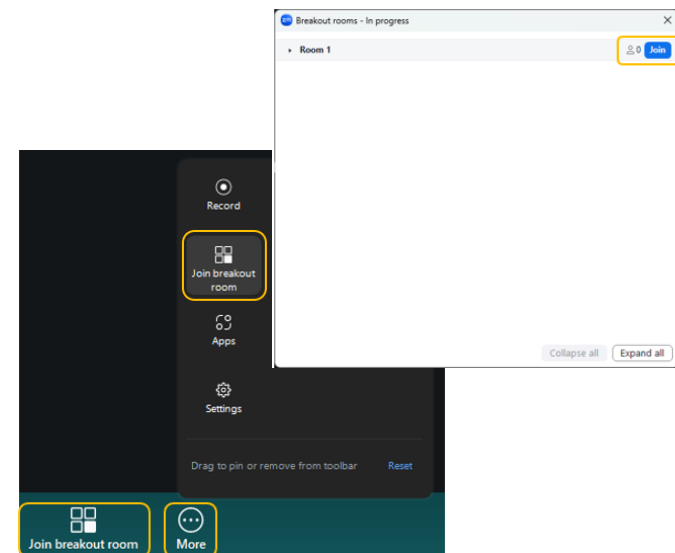 zm Breakout rooms - In progress
Room 1
0 Join
Collapse all Expand all
Record
Join breakout
room
Apps
Settings
Drag to pin or remove from toolbar Reset
Join breakout room More